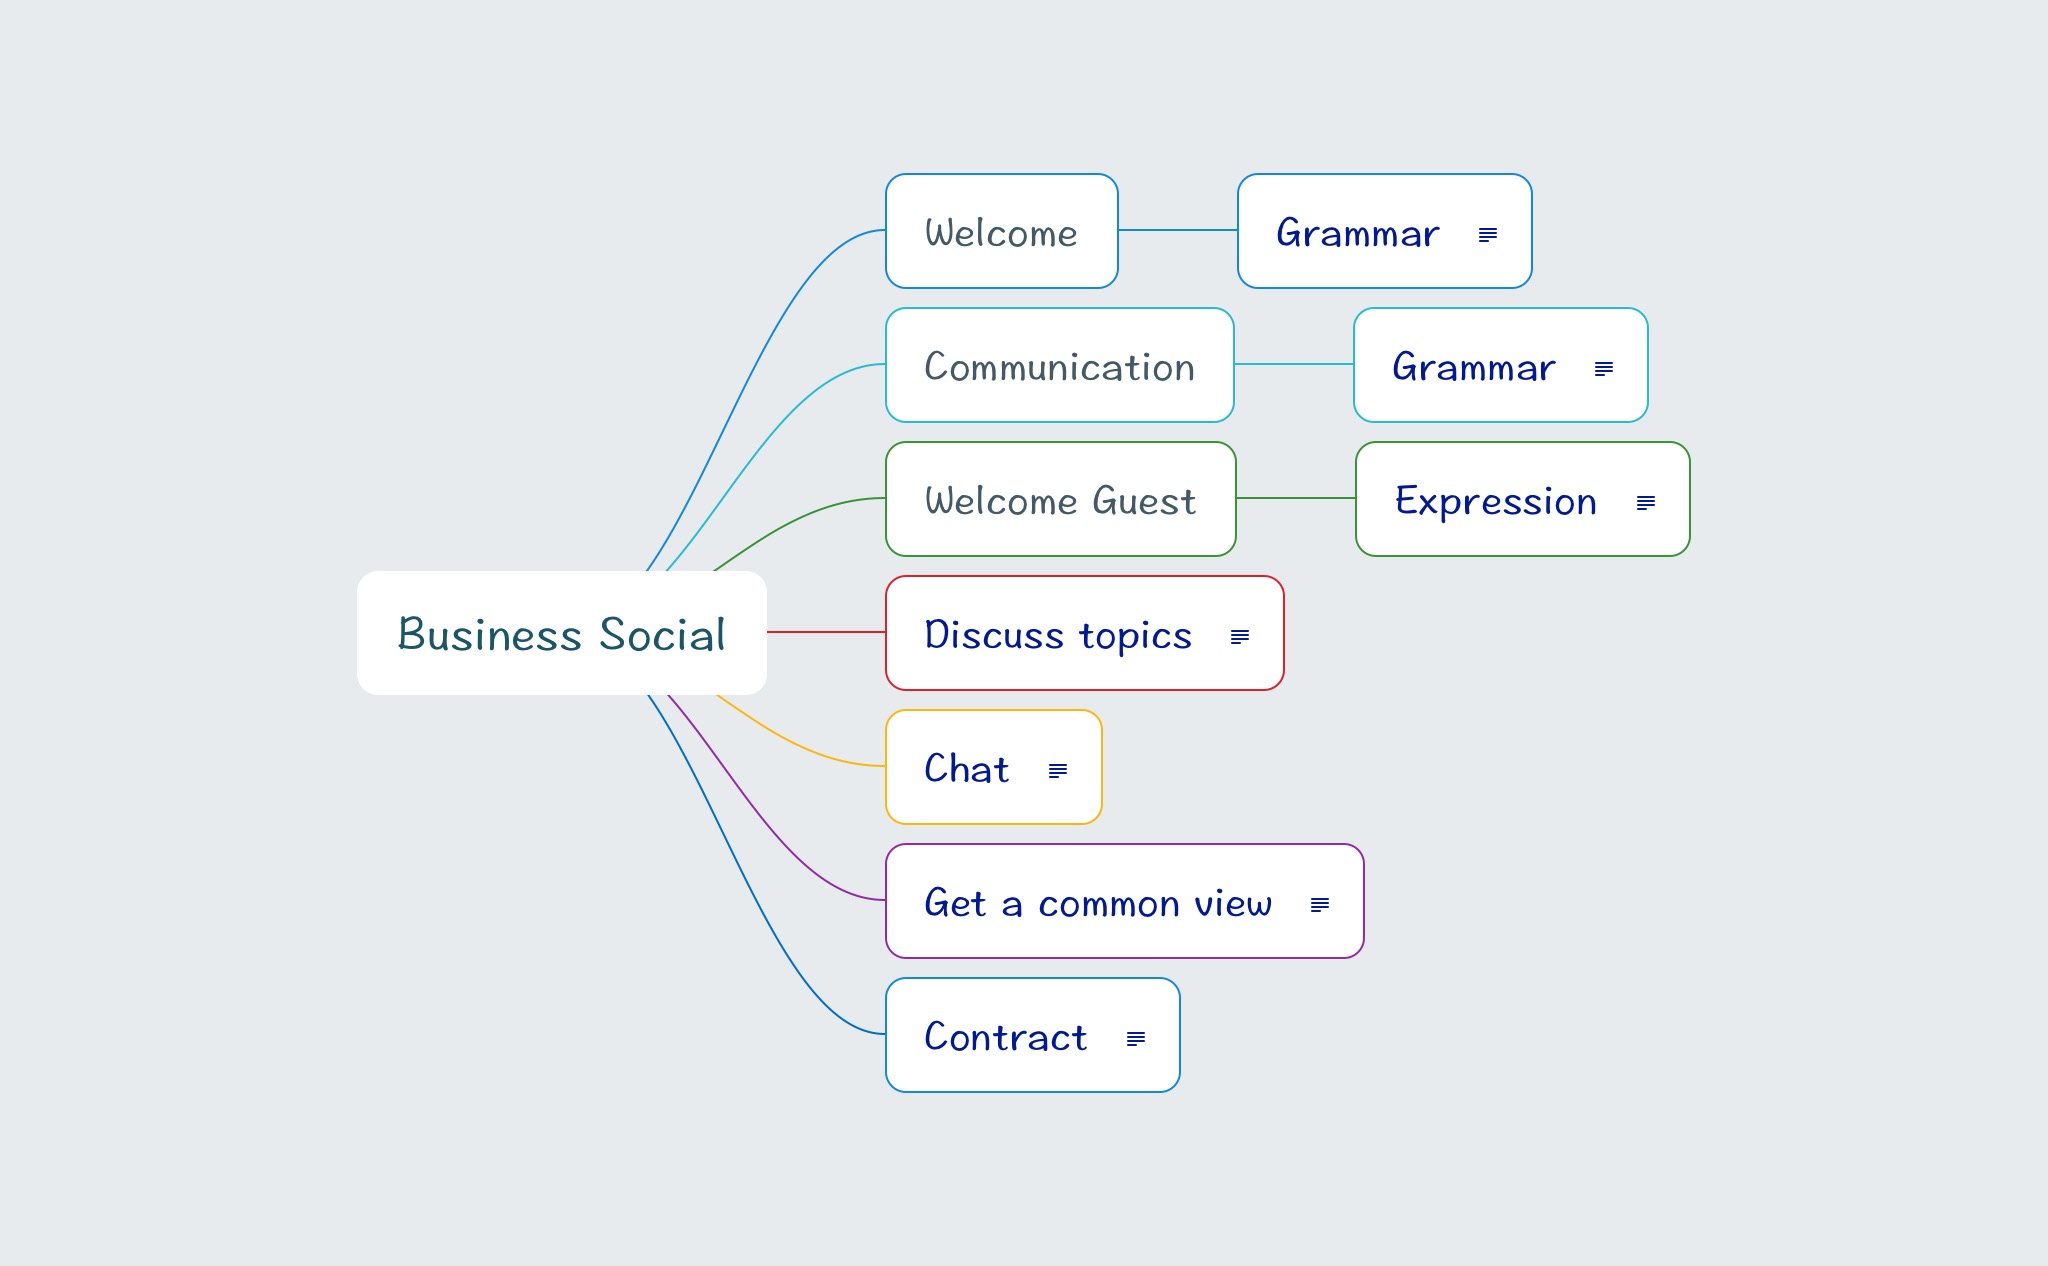 Business Social
Welcome
Grammar
Communication
Grammar
Welcome Guest
Expression
Discuss topics
Chat
Get a common view
Contract